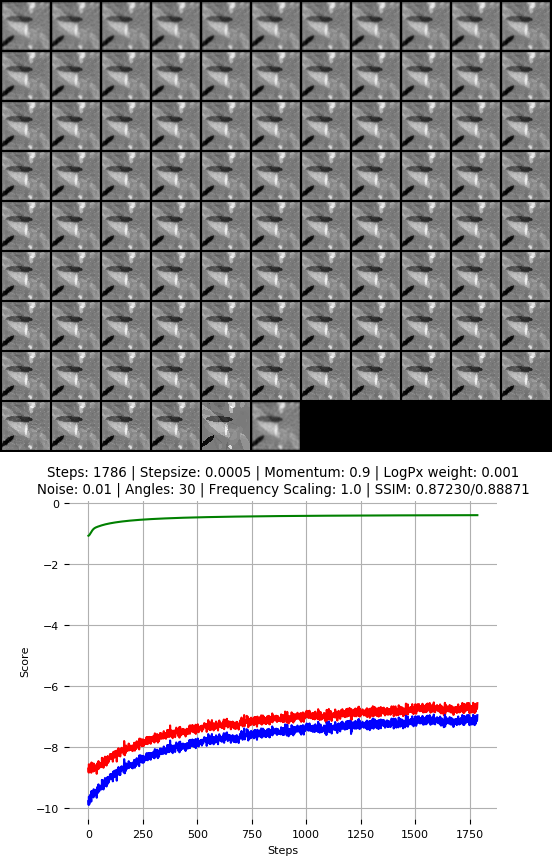 Steps: 1786 | Stepsize: 0.0005 | Momentum: 0.9 | LogPx weight: 0.001
Noise: 0.01 | Angles: 30 | Frequency Scaling: 1.0 | SSIM: 0.87230/0.88871
0
−2
−4
−6
−8
−10
Score
0 250 500 750 1000 1250 1500 1750
Steps